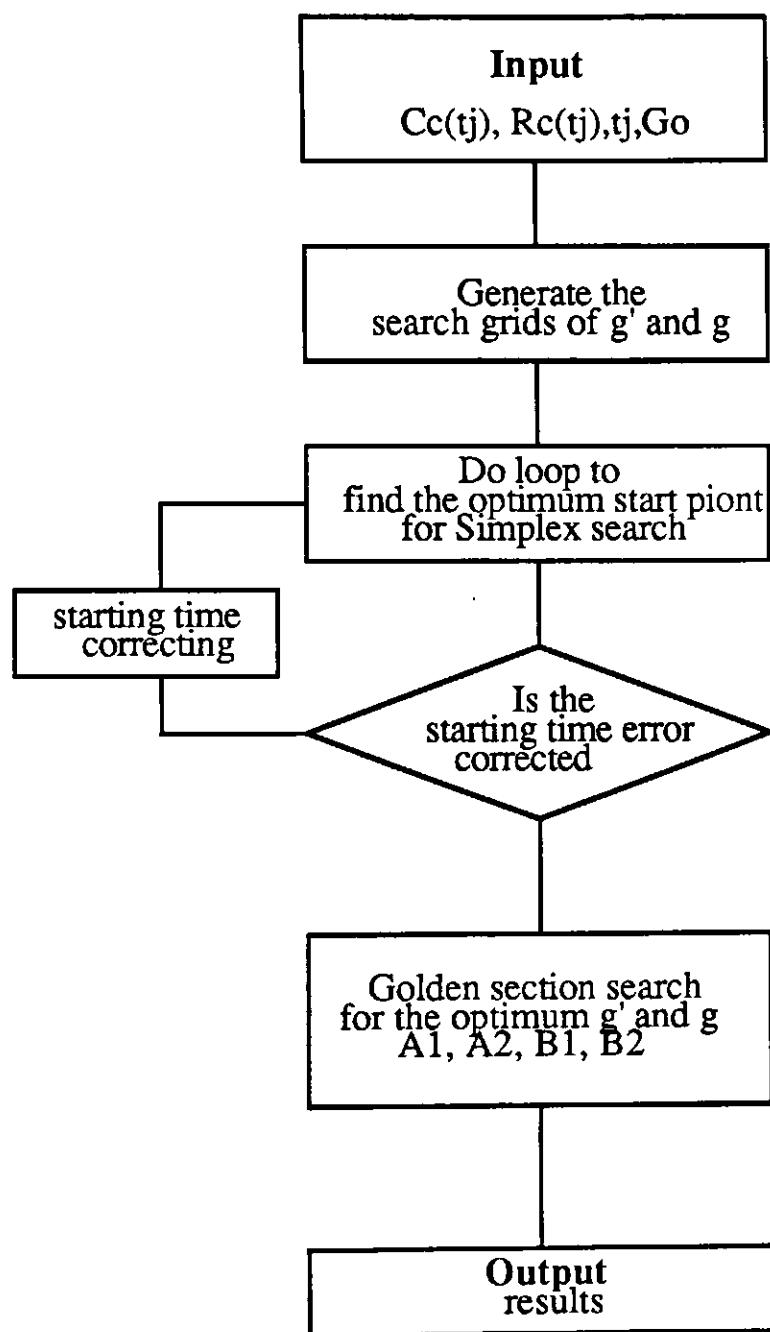 Input
Cc(tj), Rc(tj),tj,Go
Generate the
search grids of g' and g
Do loop to
find the optimum start piont
for Simplex search
starting time
correcting
Is the
starting time error
corrected
Golden section search
for the optimum g' and g
A1, A2, B1, B2
Output
results